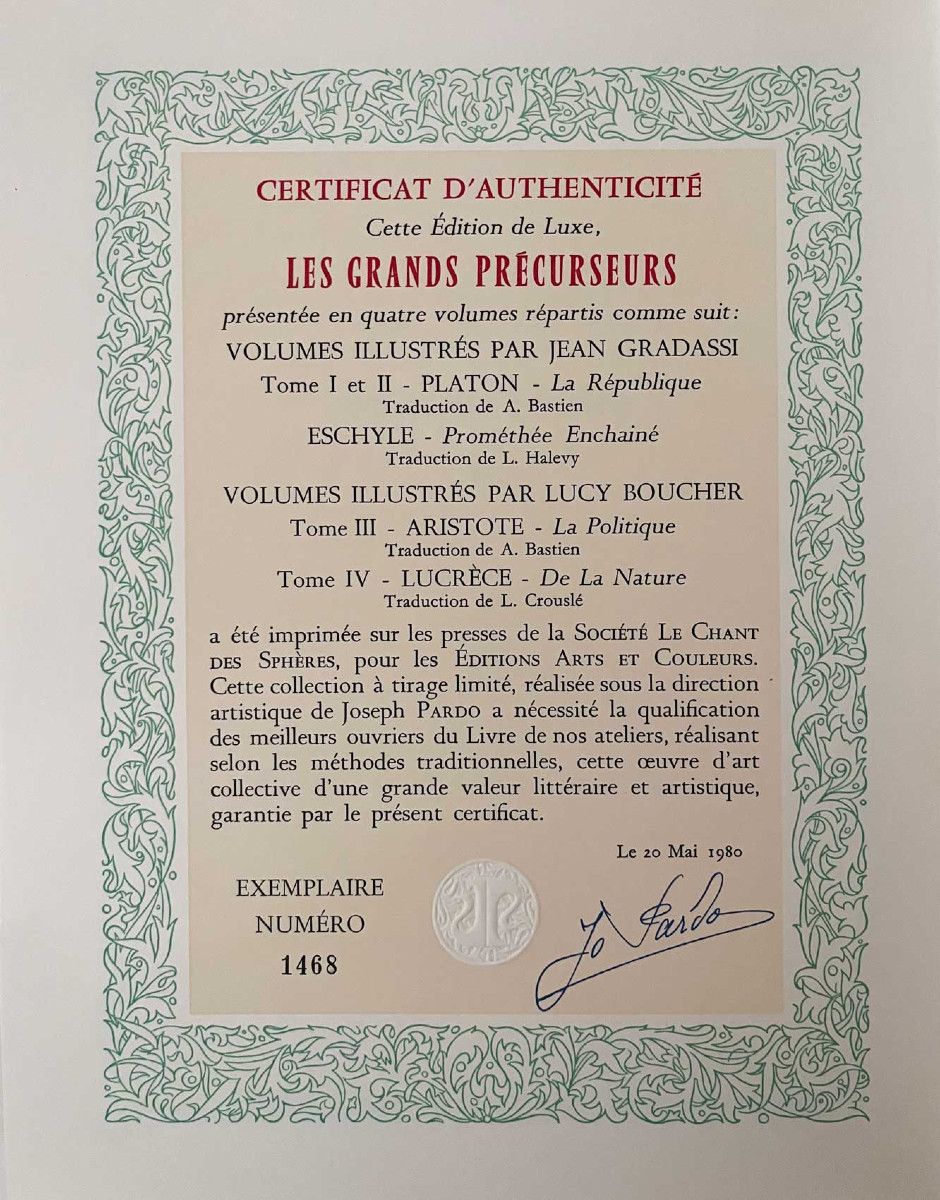 CERTIFICAT D'AUTHENTICITÉ
Cette Édition de Luxe,
LES GRANDS PRÉCURSEURS
présentée en quatre volumes répartis comme suit:
VOLUMES ILLUSTRÉS PAR JEAN GRADASSI
Tome I et II - PLATON - La République
Traduction de A. Bastien
ESCHYLE - Prométhée Enchainé
Traduction de L. Halevy
VOLUMES ILLUSTRÉS PAR LUCY BOUCHER
Tome III - ARISTOTE - La Politique
Traduction de A. Bastien
Tome IV - LUCRÈCE - De La Nature
Traduction de L. Crouslé
a été imprimée sur les presses de la SOCIÉTÉ LE CHANT
DES SPHÈRES, pour les ÉDITIONS ARTS ET COULEURS.
Cette collection à tirage limité, réalisée sous la direction
artistique de Joseph PARDO a nécessité la qualification
des meilleurs ouvriers du Livre de nos ateliers, réalisant
selon les méthodes traditionnelles, cette œuvre d'art
collective d'une grande valeur littéraire et artistique,
garantie par le présent certificat.
Le 20 Mai 1980
EXEMPLAIRE
NUMÉRO
1468
Jo Pardo